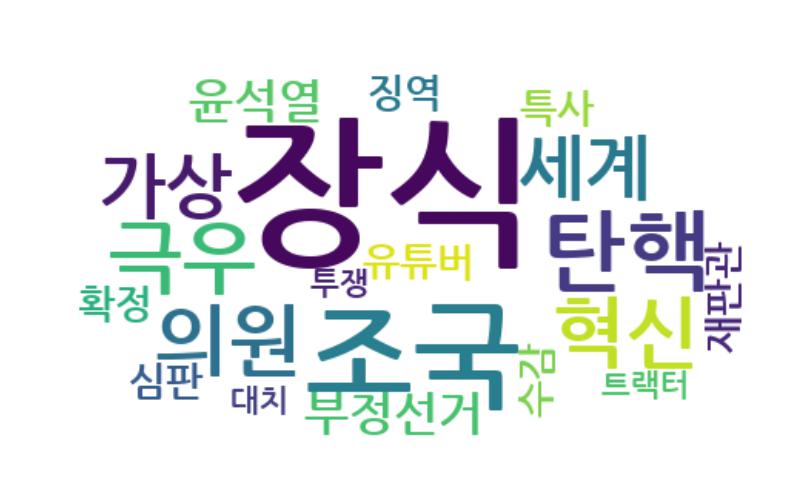 윤석열
징역
특사
장식
세계
가상
극우
탄핵
유튜버
재판관
투쟁
확정
의원
조국
혁신
수감
심판
트랙터
대치
부정선거